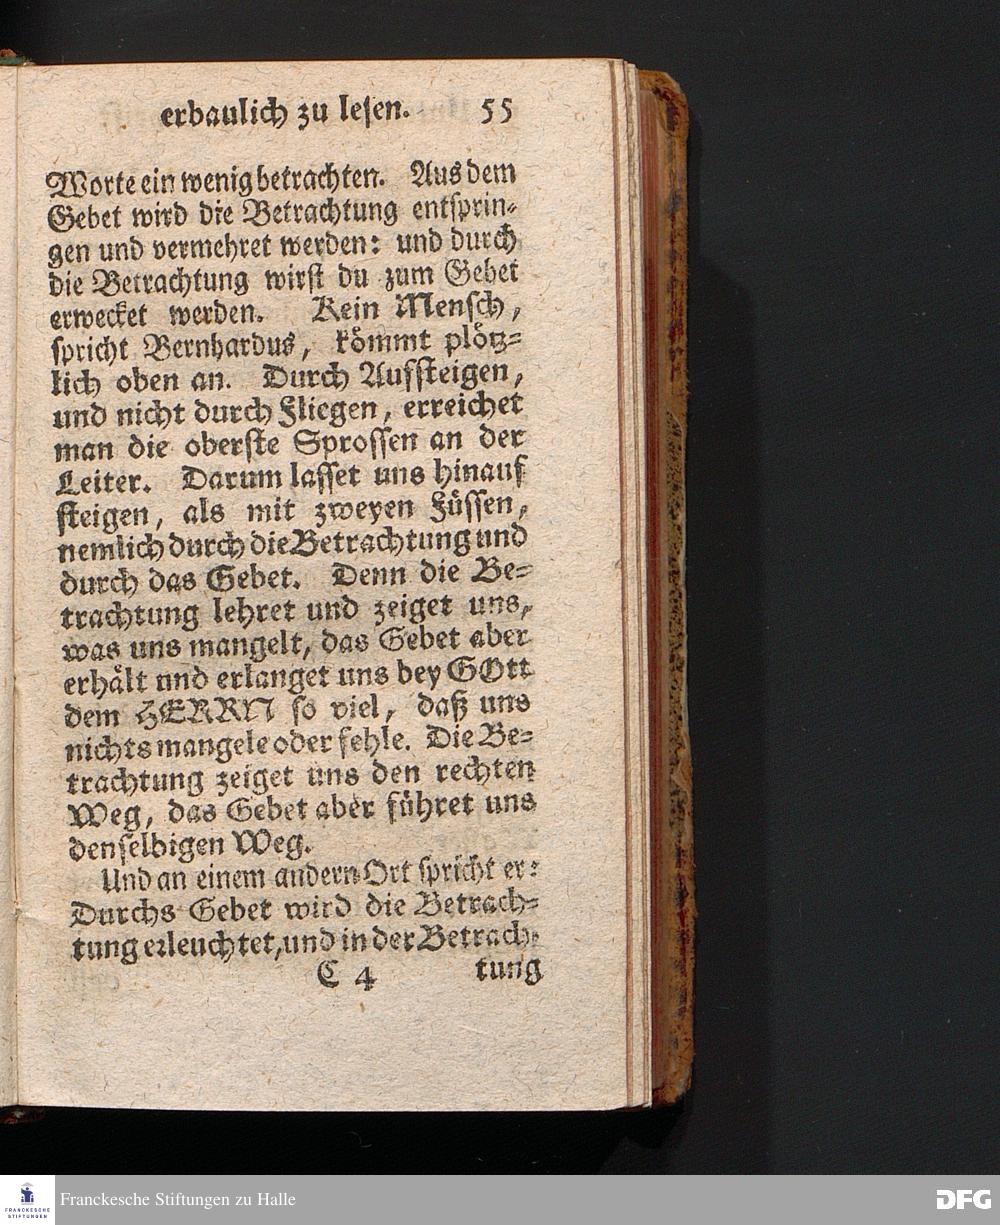 erbaulich zu lesen. 55
Worte ein wenig betrachten. Aus dem
Gebet wird die Betrachtung entsprin-
gen und vermehret werden: und durch
die Betrachtung wirst du zum Gebet
erwecket werden. Kein Mensch,
spricht Bernhardus, kömmt plötz-
lich oben an. Durch Aufsteigen,
und nicht durch Fliegen, erreichet
man die oberste Sprossen an der
Leiter. Darum lasset uns hinauf
steigen, als mit zweyen Füssen,
nemlich durch die Betrachtung und
durch das Gebet. Denn die Be-
trachtung lehret und zeiget uns,
was uns mangelt, das Gebet aber
erhält und erlanget uns bey GOtt
dem HERRN so viel, daß uns
nichts mangele oder fehle. Die Be-
trachtung zeiget uns den rechten
Weg, das Gebet aber führet uns
denselbigen Weg.
Und an einem andern Ort spricht er:
Durchs Gebet wird die Betrach-
tung erleuchtet, und in der Betrach-
C 4 tung
FRANCKESCHE
STIFTUNGEN
Franckesche Stiftungen zu Halle
DFG